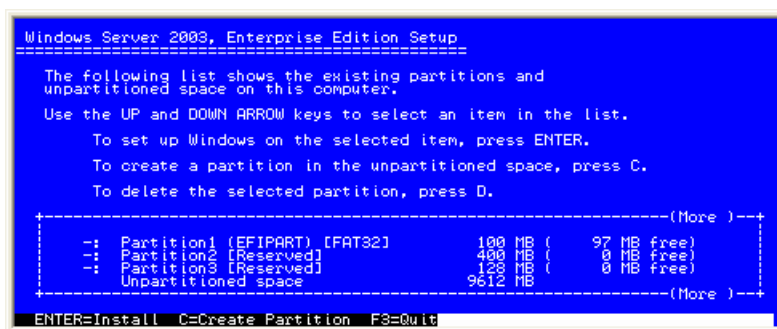 Windows Server 2003, Enterprise Edition Setup
The following list shows the existing partitions and
unpartitioned space on this computer.
Use the UP and DOWN ARROW keys to select an item in the list.
To set up Windows on the selected item, press ENTER.
To create a partition in the unpartitioned space, press C.
To delete the selected partition, press D.
(More )
-: Partition1 (EFIPART) [FAT32] 100 MB ( 97 MB free)
-: Partition2 [Reserved] 400 MB ( 0 MB free)
-: Partition3 [Reserved] 128 MB ( 0 MB free)
Unpartitioned space 9612 MB
(More )
ENTER=Install C=Create Partition F3=Quit